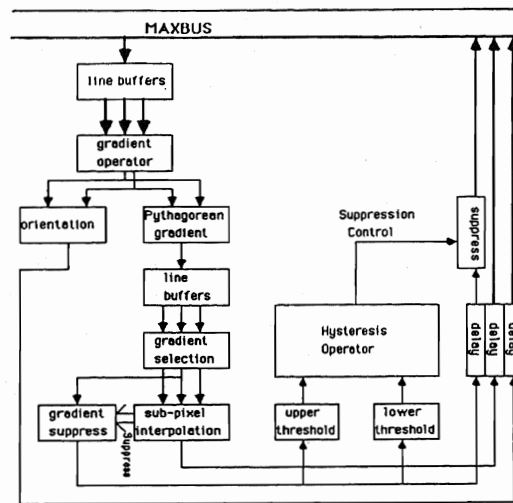 MAXBUS
line buffers
gradient
operator
orientation
Pythagorean
gradient
Suppression
Control
suppress
line
buffers
Hysteresis
Operator
delay
delay
delay
gradient
selection
gradient
suppress
Suppress
sub-pixel
interpolation
upper
threshold
lower
threshold